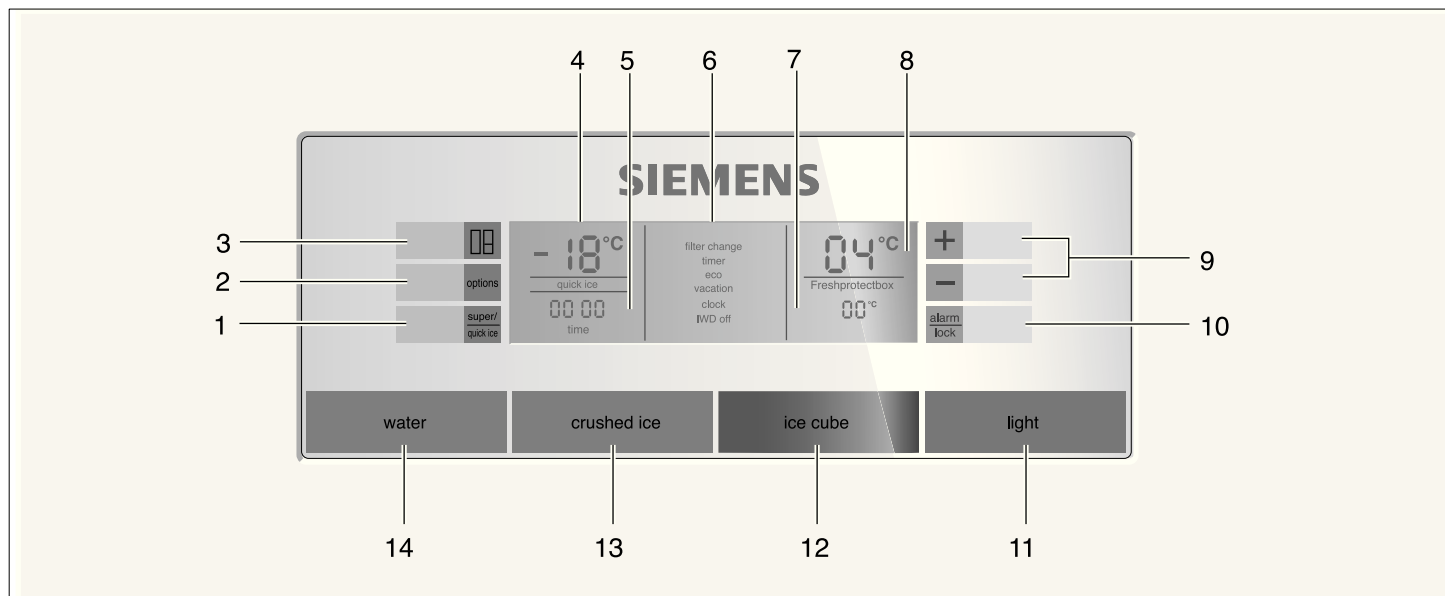 4 5 6 7 8
SIEMENS
3
-18°C
filter change
04°C
+
9
timer
2
options
eco
−
quick ice
vacation
Freshprotectbox
1
super/
quick ice
00 00
clock
00°C
alarm
lock
10
time
IWD off
water
crushed ice
ice cube
light
14 13 12 11